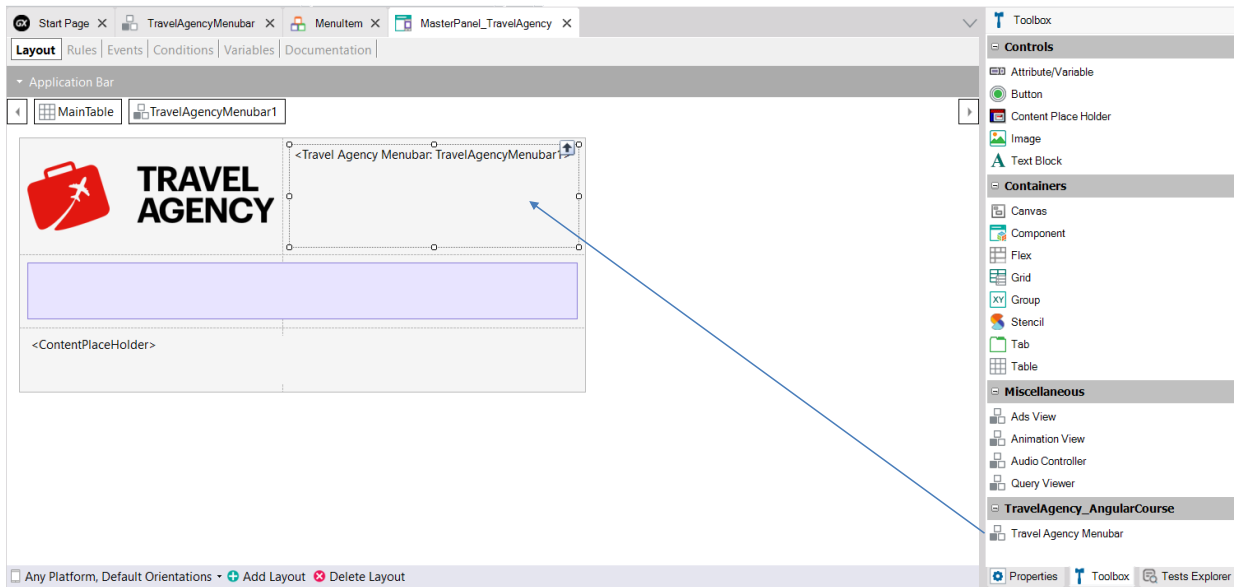 GX Start Page TravelAgencyMenubar MenuItem MasterPanel_TravelAgency
Layout Rules Events Conditions Variables Documentation
Application Bar
MainTable TravelAgencyMenubar1
<Travel Agency Menubar: TravelAgencyMenubar1>
TRAVEL
AGENCY
<ContentPlaceHolder>
Any Platform, Default Orientations Add Layout Delete Layout
Toolbox
Controls
Attribute/Variable
Button
Content Place Holder
Image
A Text Block
Containers
Canvas
Component
Flex
Grid
XY Group
Stencil
Tab
Table
Miscellaneous
Ads View
Animation View
Audio Controller
Query Viewer
TravelAgency_AngularCourse
Travel Agency Menubar
Properties Toolbox Tests Explorer